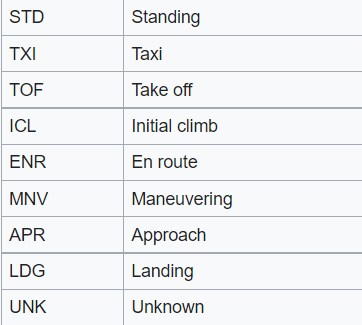 STD Standing
TXI Taxi
TOF Take off
ICL Initial climb
ENR En route
MNV Maneuvering
APR Approach
LDG Landing
UNK Unknown